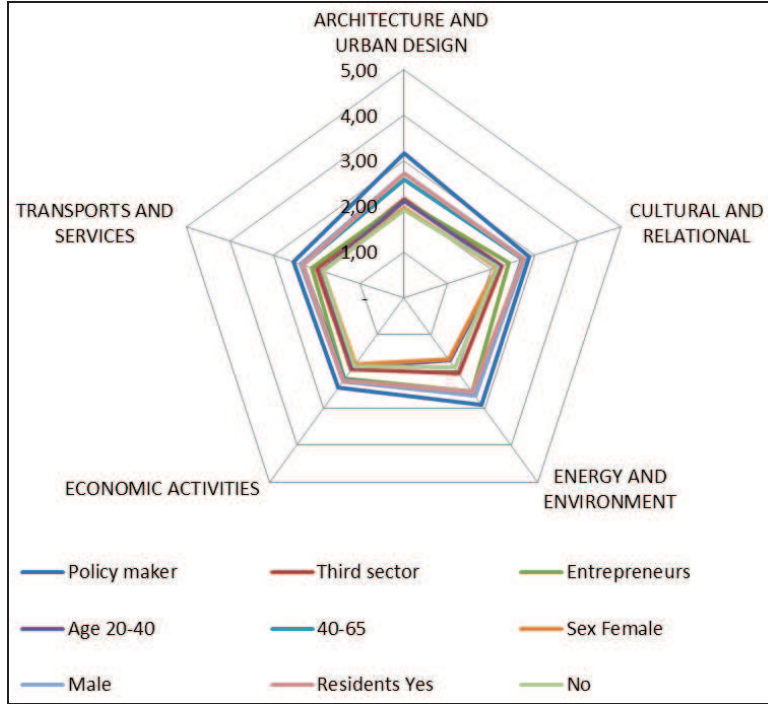 ARCHITECTURE AND
URBAN DESIGN
5,00
4,00
3,00
2,00
1,00
-
TRANSPORTS AND
SERVICES
CULTURAL AND
RELATIONAL
ECONOMIC ACTIVITIES
ENERGY AND
ENVIRONMENT
Policy maker Third sector Entrepreneurs
Age 20-40 40-65 Sex Female
Male Residents Yes No